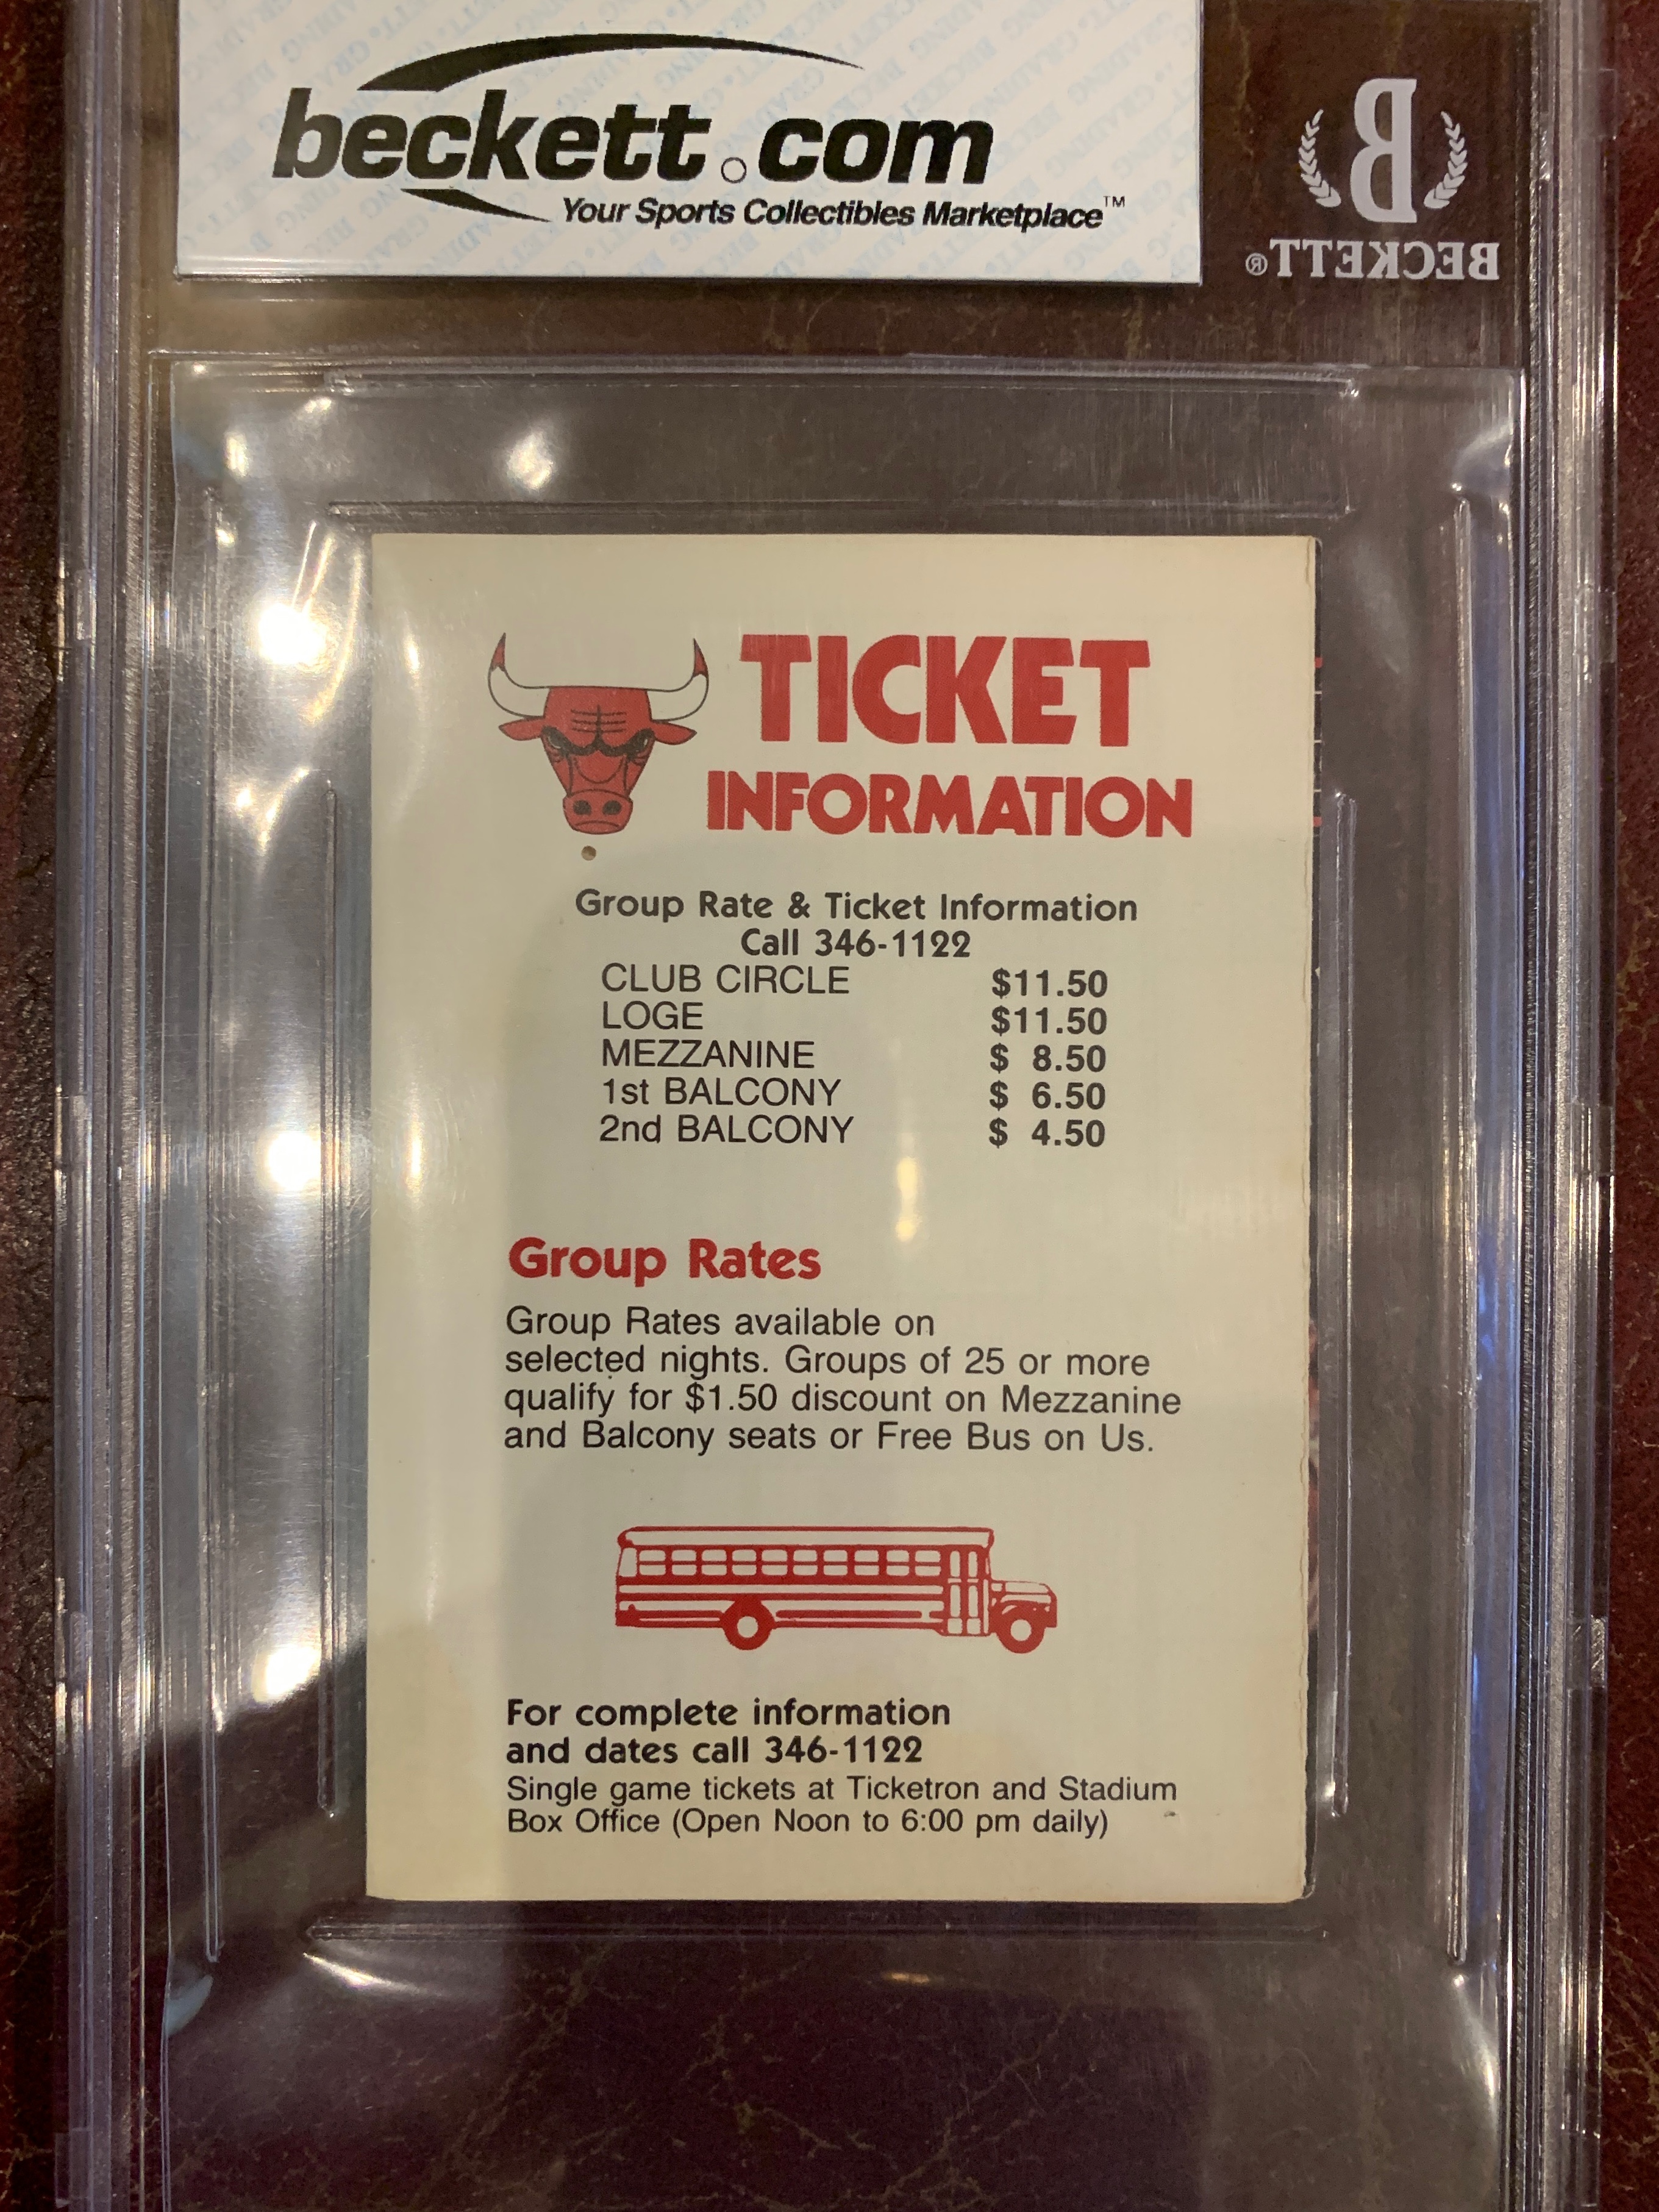 beckett.com
Your Sports Collectibles Marketplace™
B
BECKETT®
TICKET
INFORMATION
Group Rate & Ticket Information
Call 346-1122
CLUB CIRCLE $11.50
LOGE $11.50
MEZZANINE $ 8.50
1st BALCONY $ 6.50
2nd BALCONY $ 4.50
Group Rates
Group Rates available on
selected nights. Groups of 25 or more
qualify for $1.50 discount on Mezzanine
and Balcony seats or Free Bus on Us.
For complete information
and dates call 346-1122
Single game tickets at Ticketron and Stadium
Box Office (Open Noon to 6:00 pm daily)